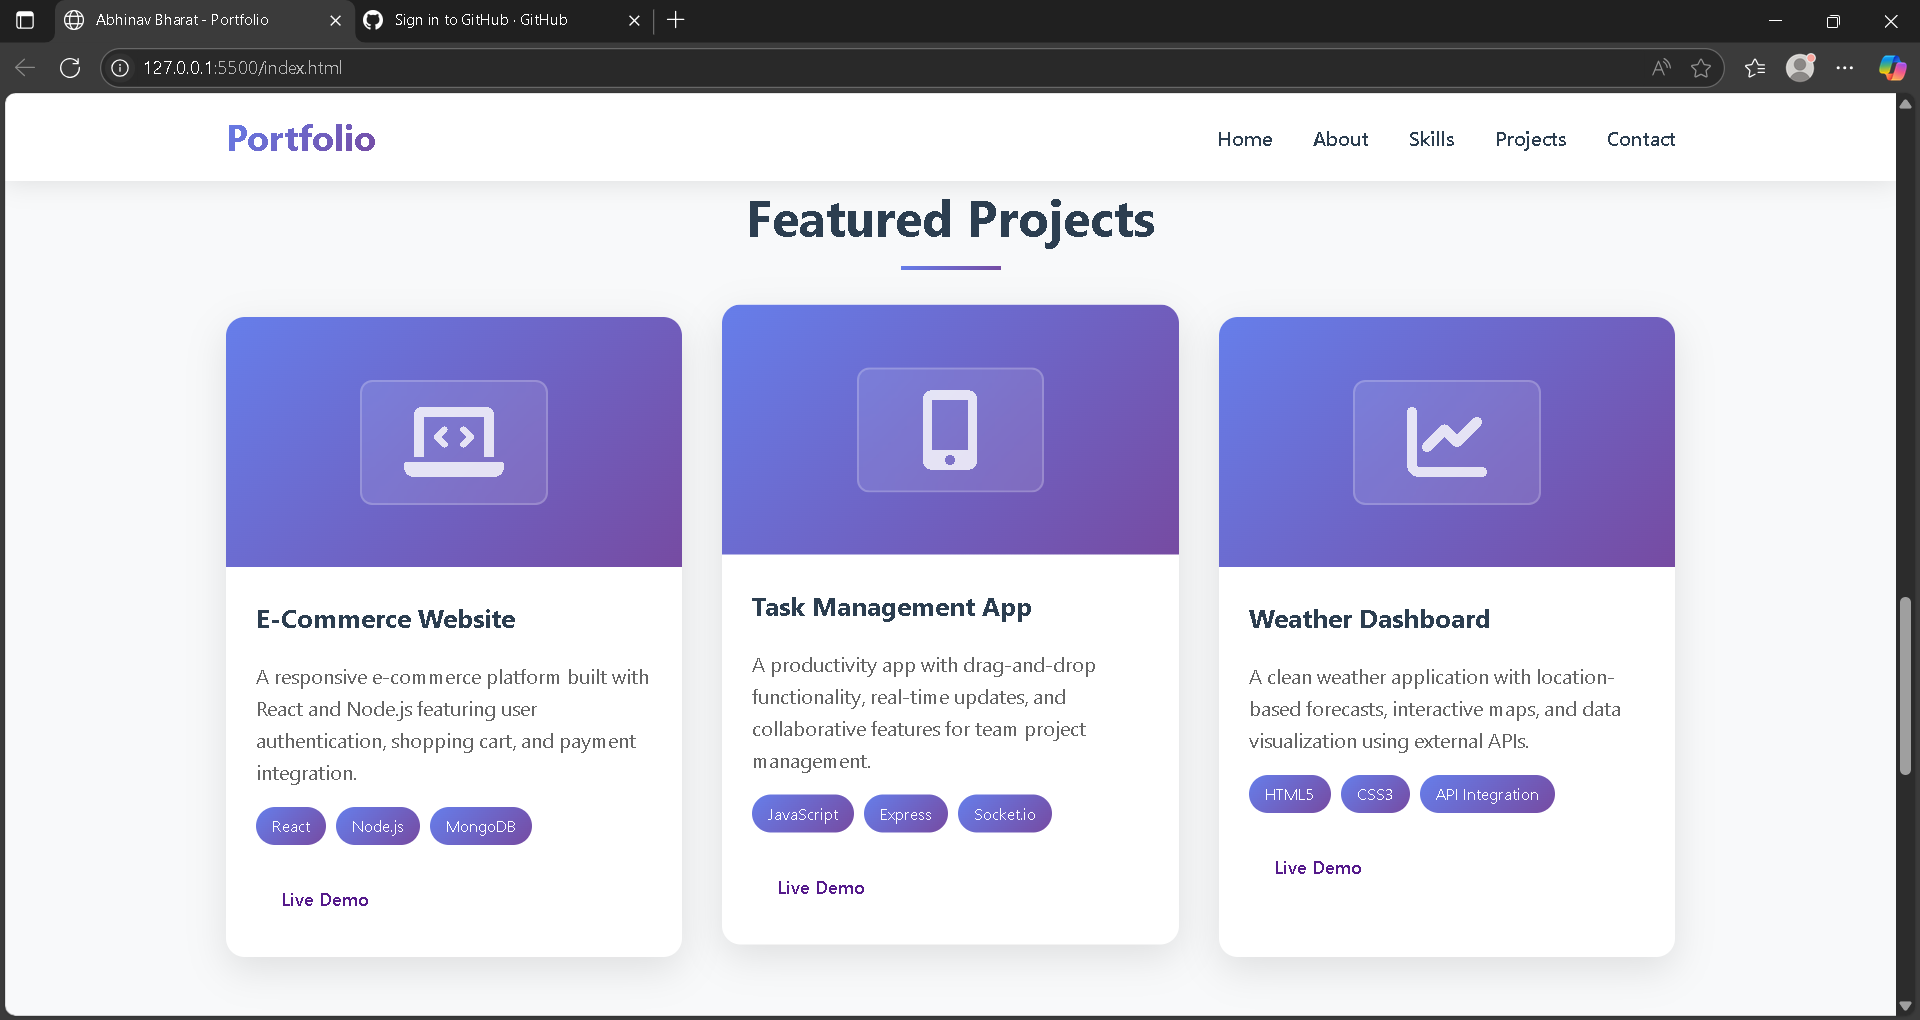 Abhinav Bharat - Portfolio
Sign in to GitHub · GitHub
127.0.0.1:5500/index.html
Portfolio
Home
About
Skills
Projects
Contact
Featured Projects
E-Commerce Website
A responsive e-commerce platform built with
React and Node.js featuring user
authentication, shopping cart, and payment
integration.
React
Node.js
MongoDB
Live Demo
Task Management App
A productivity app with drag-and-drop
functionality, real-time updates, and
collaborative features for team project
management.
JavaScript
Express
Socket.io
Live Demo
Weather Dashboard
A clean weather application with location-
based forecasts, interactive maps, and data
visualization using external APIs.
HTML5
CSS3
API Integration
Live Demo